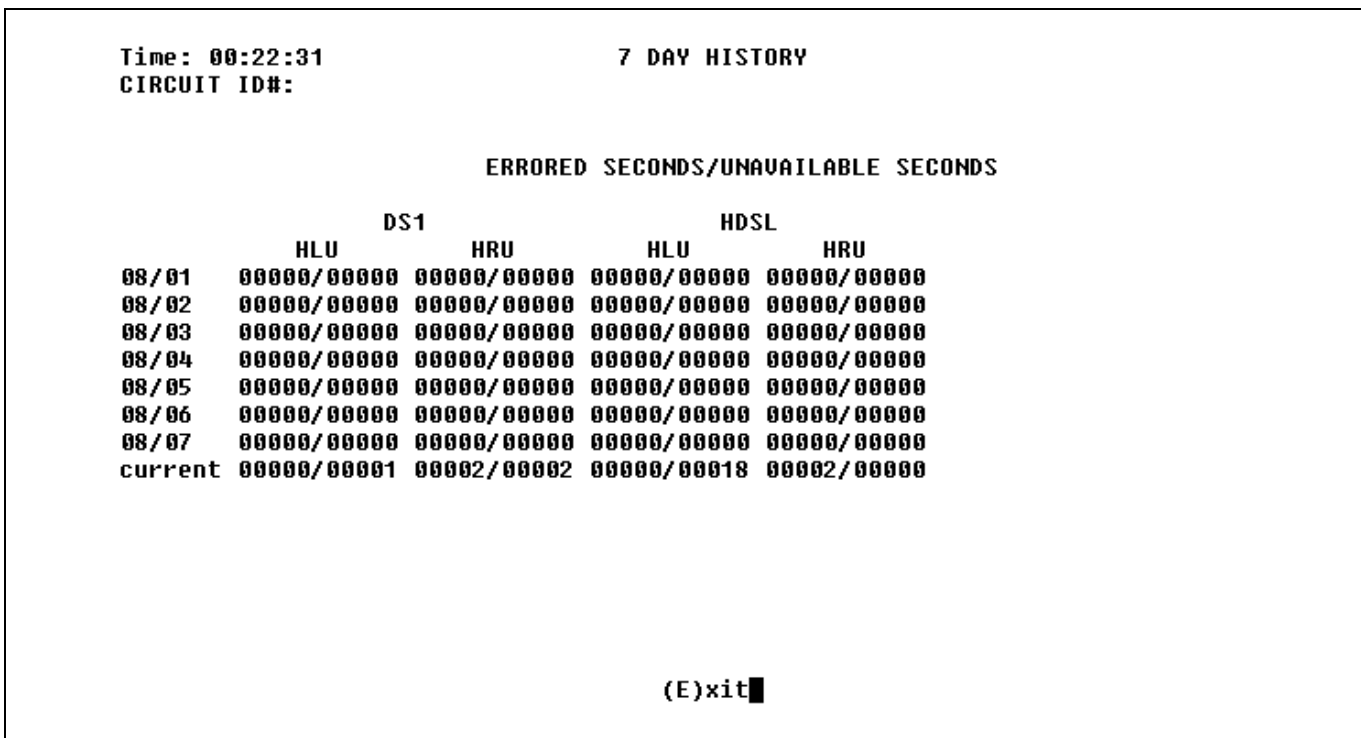 Time: 00:22:31 7 DAY HISTORY
CIRCUIT ID#:
ERRORED SECONDS/UNAVAILABLE SECONDS
DS1 HDSL
HLU HRU HLU HRU
08/01 00000/00000 00000/00000 00000/00000 00000/00000
08/02 00000/00000 00000/00000 00000/00000 00000/00000
08/03 00000/00000 00000/00000 00000/00000 00000/00000
08/04 00000/00000 00000/00000 00000/00000 00000/00000
08/05 00000/00000 00000/00000 00000/00000 00000/00000
08/06 00000/00000 00000/00000 00000/00000 00000/00000
08/07 00000/00000 00000/00000 00000/00000 00000/00000
current 00000/00001 00002/00002 00000/00018 00002/00000
(E)xit